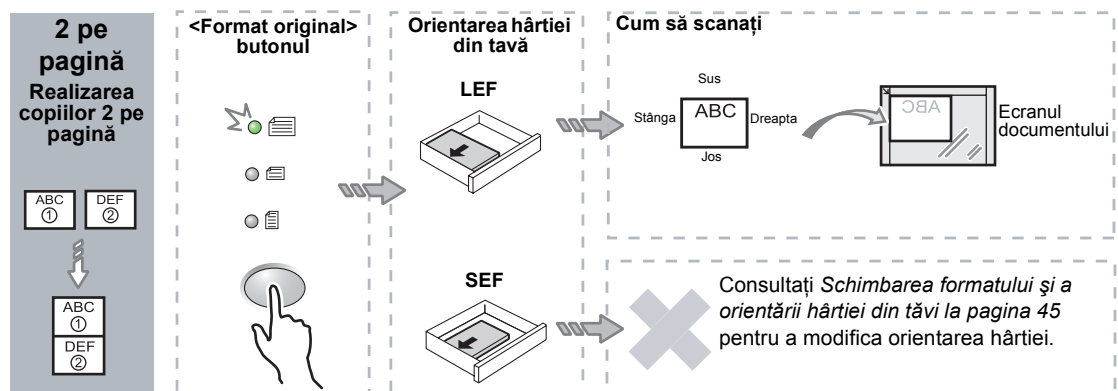 2 pe
pagină
Realizarea
copiilor 2 pe
pagină
ABC
①
DEF
②
ABC
①
DEF
②
<Format original>
butonul
Orientarea hârtiei
din tavă
LEF
SEF
Cum să scanați
Sus
Stânga
ABC
Dreapta
Jos
ABC
Ecranul
documentului
Consultați Schimbarea formatului și a
orientării hârtiei din tăvi la pagina 45
pentru a modifica orientarea hârtiei.